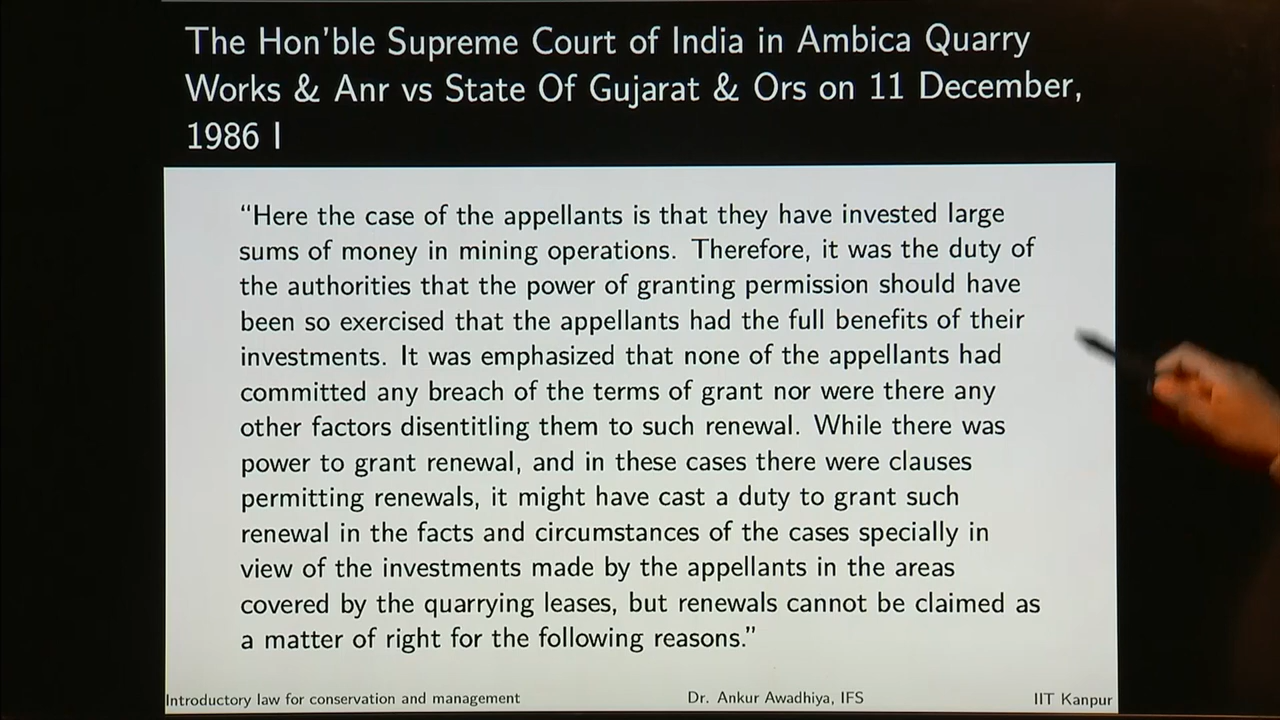 The Hon'ble Supreme Court of India in Ambica Quarry
Works & Anr vs State Of Gujarat & Ors on 11 December,
1986 I
“Here the case of the appellants is that they have invested large
sums of money in mining operations. Therefore, it was the duty of
the authorities that the power of granting permission should have
been so exercised that the appellants had the full benefits of their
investments. It was emphasized that none of the appellants had
committed any breach of the terms of grant nor were there any
other factors disentitling them to such renewal. While there was
power to grant renewal, and in these cases there were clauses
permitting renewals, it might have cast a duty to grant such
renewal in the facts and circumstances of the cases specially in
view of the investments made by the appellants in the areas
covered by the quarrying leases, but renewals cannot be claimed as
a matter of right for the following reasons.”
Introductory law for conservation and management Dr. Ankur Awadhiya, IFS IIT Kanpur